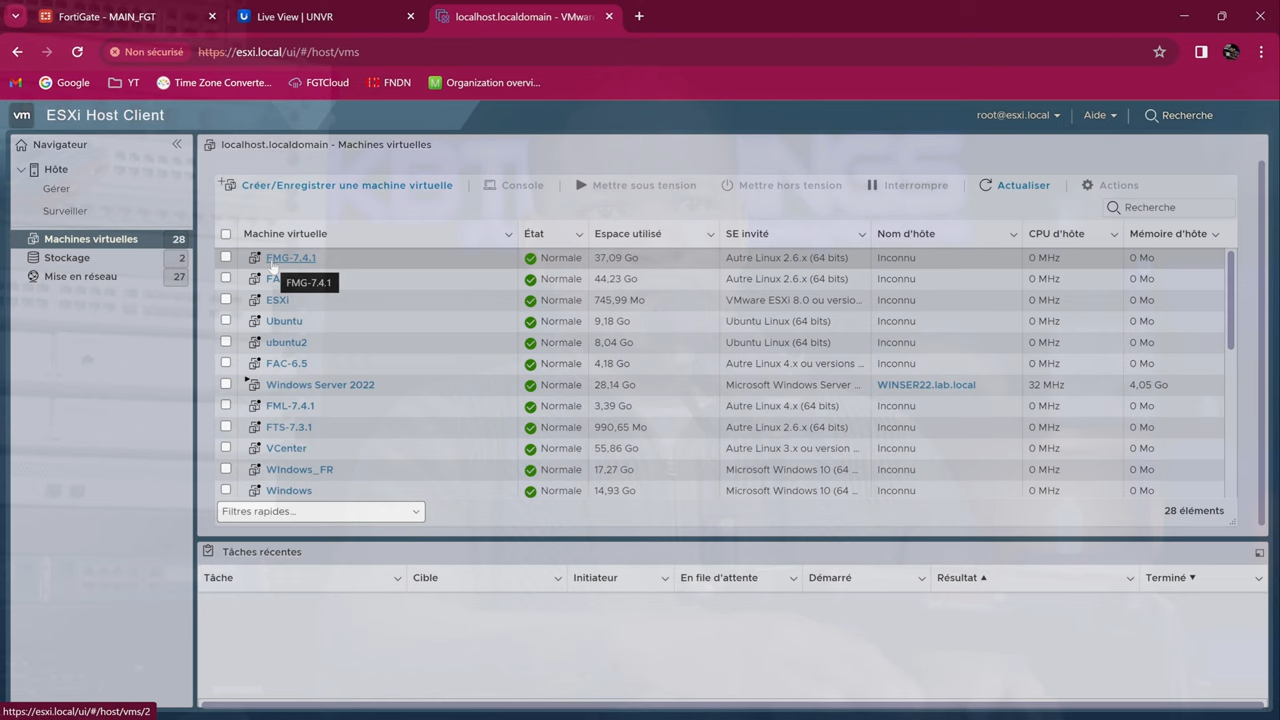 FortiGate - MAIN_FGT
Live View | UNVR
localhost.localdomain - VMware
Non sécurisé https://esxi.local/ui/#/host/vms
Google YT Time Zone Converte... FGTCloud FNDN Organization overvi...
vm ESXi Host Client root@esxi.local Aide Recherche
Navigateur
Hôte
Gérer
Surveiller
Machines virtuelles 28
Stockage 2
Mise en réseau 27
localhost.localdomain - Machines virtuelles
Créer/Enregistrer une machine virtuelle Console Mettre sous tension Mettre hors tension Interrompre Actualiser Actions
Recherche
Machine virtuelle État Espace utilisé SE invité Nom d'hôte CPU d'hôte Mémoire d'hôte
FMG-7.4.1 Normale 37,09 Go Autre Linux 2.6.x (64 bits) Inconnu 0 MHz 0 Mo
FA Normale 44,23 Go Autre Linux 2.6.x (64 bits) Inconnu 0 MHz 0 Mo
FMG-7.4.1
ESXi Normale 745,99 Mo VMware ESXi 8.0 ou versio... Inconnu 0 MHz 0 Mo
Ubuntu Normale 9,18 Go Ubuntu Linux (64 bits) Inconnu 0 MHz 0 Mo
ubuntu2 Normale 8,04 Go Ubuntu Linux (64 bits) Inconnu 0 MHz 0 Mo
FAC-6.5 Normale 4,18 Go Autre Linux 4.x ou versions ... Inconnu 0 MHz 0 Mo
Windows Server 2022 Normale 28,14 Go Microsoft Windows Server ... WINSER22.lab.local 32 MHz 4,05 Go
FML-7.4.1 Normale 3,39 Go Autre Linux 4.x (64 bits) Inconnu 0 MHz 0 Mo
FTS-7.3.1 Normale 990,65 Mo Autre Linux 2.6.x (64 bits) Inconnu 0 MHz 0 Mo
VCenter Normale 55,86 Go Autre Linux 3.x ou version ... Inconnu 0 MHz 0 Mo
WIndows_FR Normale 17,27 Go Microsoft Windows 10 (64 ... Inconnu 0 MHz 0 Mo
Windows Normale 14,93 Go Microsoft Windows 10 (64 ... Inconnu 0 MHz 0 Mo
Filtres rapides... 28 éléments
Tâches récentes
Tâche Cible Initiateur En file d'attente Démarré Résultat Terminé
https://esxi.local/ui/#/host/vms/2